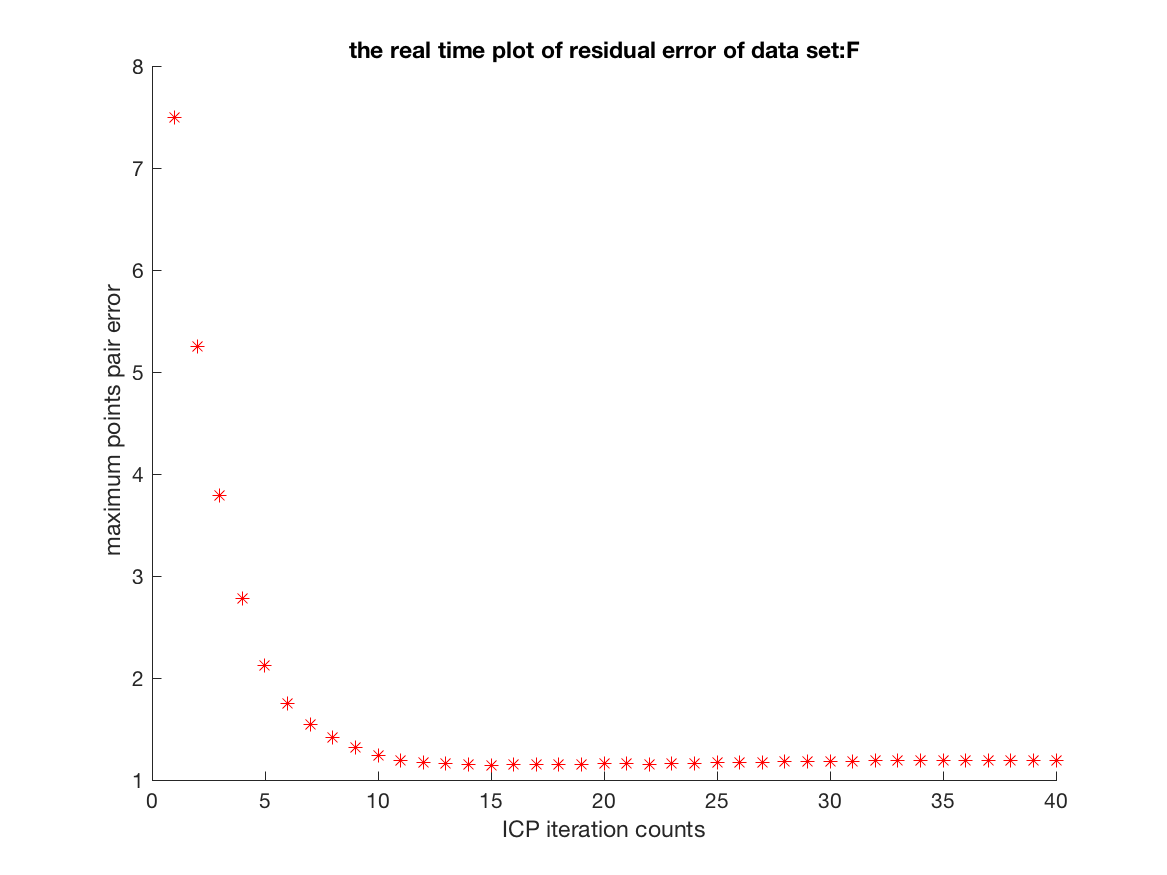 the real time plot of residual error of data set:F
8
7
6
5
4
3
2
1
maximum points pair error
0 5 10 15 20 25 30 35 40
ICP iteration counts